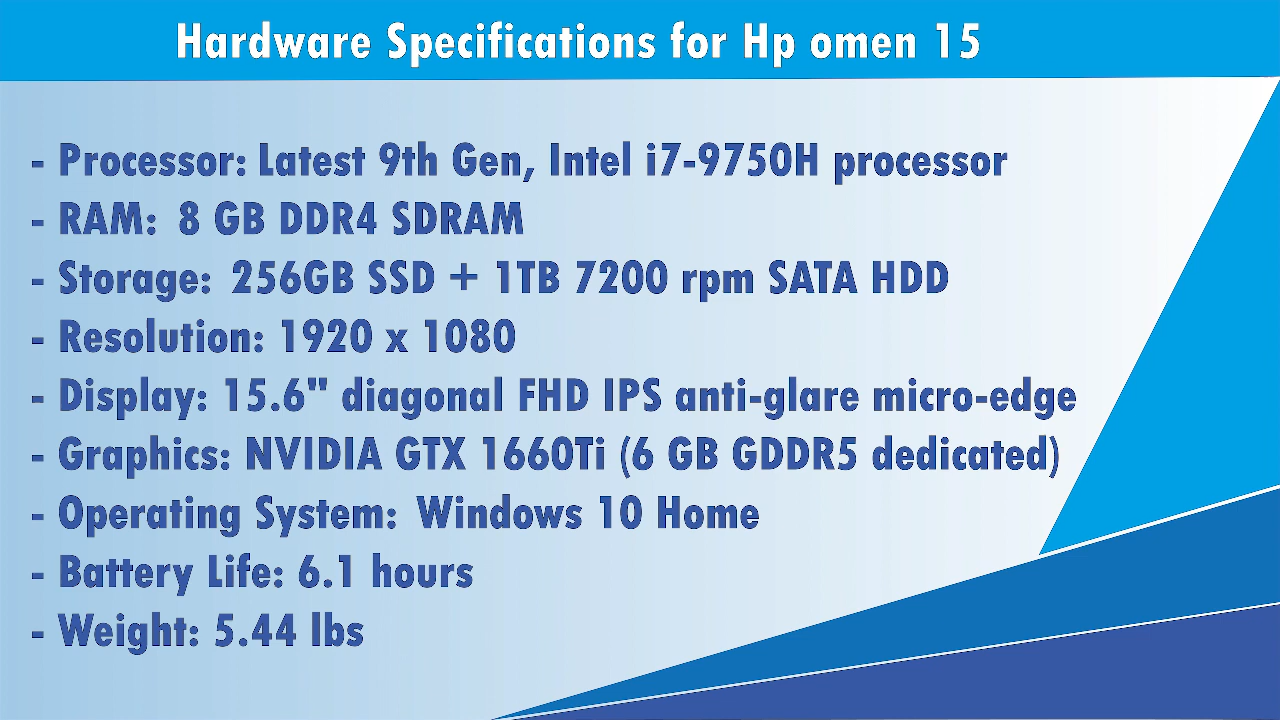 Hardware Specifications for Hp omen 15
- Processor: Latest 9th Gen, Intel i7-9750H processor
- RAM: 8 GB DDR4 SDRAM
- Storage: 256GB SSD + 1TB 7200 rpm SATA HDD
- Resolution: 1920 x 1080
- Display: 15.6" diagonal FHD IPS anti-glare micro-edge
- Graphics: NVIDIA GTX 1660Ti (6 GB GDDR5 dedicated)
- Operating System: Windows 10 Home
- Battery Life: 6.1 hours
- Weight: 5.44 lbs